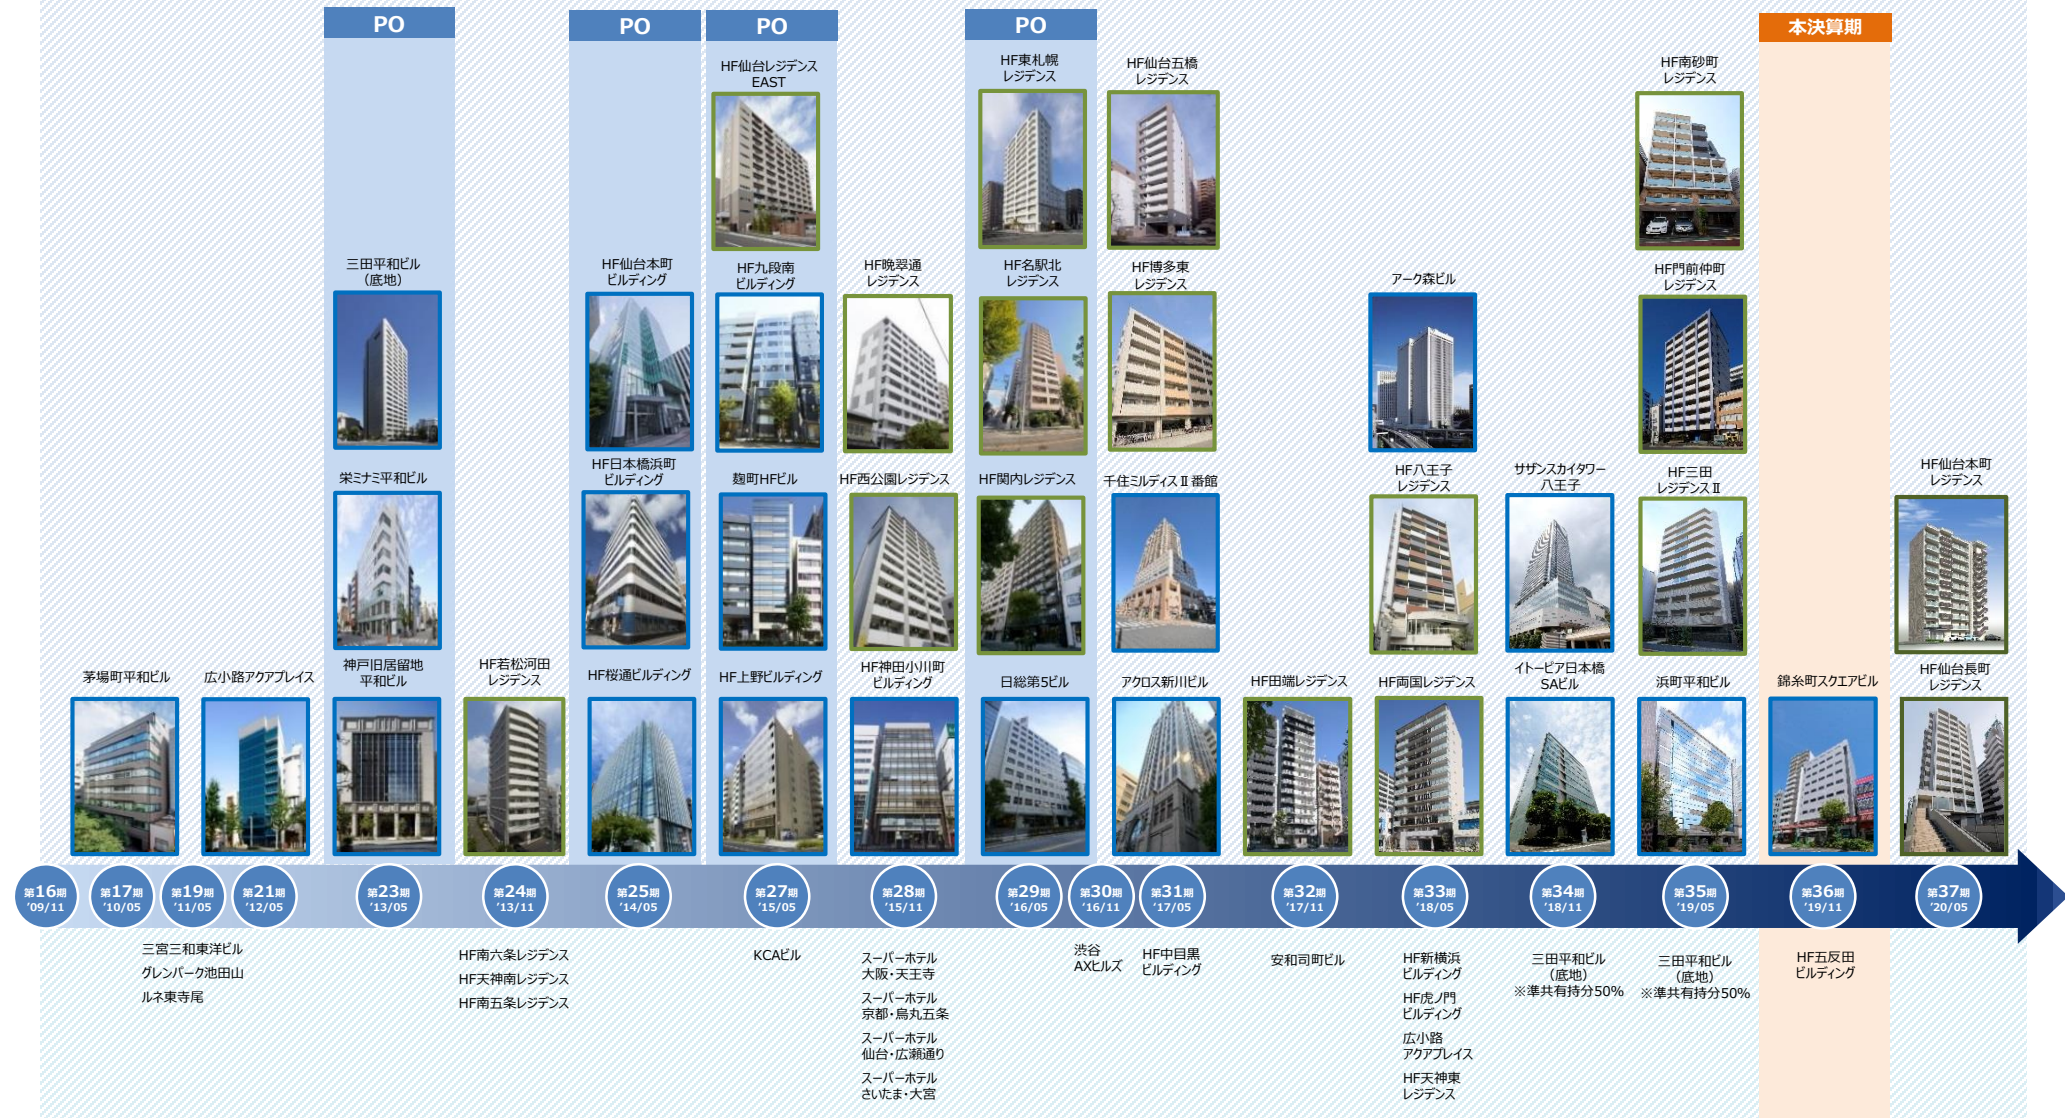 PO
PO
PO
PO
本決算期
HF仙台レジデンス
EAST
HF東札幌
レジデンス
HF仙台五橋
レジデンス
HF南砂町
レジデンス
三田平和ビル
(底地)
HF仙台本町
ビルディング
HF九段南
ビルディング
HF晩翠通
レジデンス
HF名駅北
レジデンス
HF博多東
レジデンス
アーク森ビル
HF門前仲町
レジデンス
栄ミナミ平和ビル
HF日本橋浜町
ビルディング
麹町HFビル
HF西公園レジデンス
HF関内レジデンス
千住ミルディスⅡ番館
HF八王子
レジデンス
サザンスカイタワー
八王子
HF三田
レジデンスⅡ
HF仙台本町
レジデンス
茅場町平和ビル
広小路アクアプレイス
神戸旧居留地
平和ビル
HF若松河田
レジデンス
HF桜通ビルディング
HF上野ビルディング
HF神田小川町
ビルディング
日総第5ビル
アクロス新川ビル
HF田端レジデンス
HF両国レジデンス
イトーピア日本橋
SAビル
浜町平和ビル
錦糸町スクエアビル
HF仙台長町
レジデンス
第16期
'09/11
第17期
'10/05
第19期
'11/05
第21期
'12/05
第23期
'13/05
第24期
'13/11
第25期
'14/05
第27期
'15/05
第28期
'15/11
第29期
'16/05
第30期
'16/11
第31期
'17/05
第32期
'17/11
第33期
'18/05
第34期
'18/11
第35期
'19/05
第36期
'19/11
第37期
'20/05
三宮三和東洋ビル
グレンパーク池田山
ルネ東寺尾
HF南六条レジデンス
HF天神南レジデンス
HF南五条レジデンス
KCAビル
スーパーホテル
大阪・天王寺
スーパーホテル
京都・烏丸五条
スーパーホテル
仙台・広瀬通り
スーパーホテル
さいたま・大宮
渋谷
AXヒルズ
HF中目黒
ビルディング
安和司町ビル
HF新横浜
ビルディング
HF虎ノ門
ビルディング
広小路
アクアプレイス
HF天神東
レジデンス
三田平和ビル
(底地)
※準共有持分50%
三田平和ビル
(底地)
※準共有持分50%
HF五反田
ビルディング